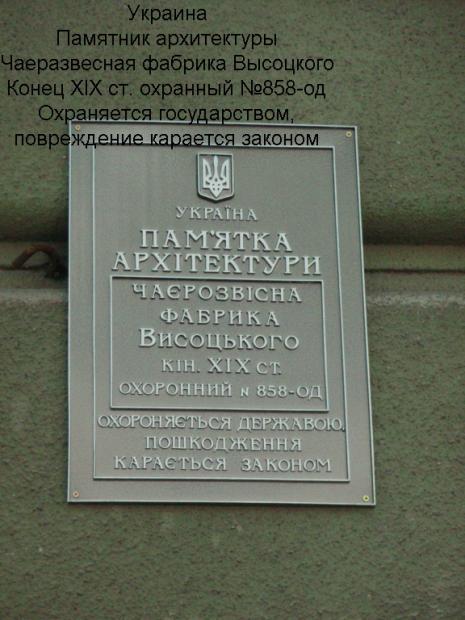 Украина
Памятник архитектуры
Чаеразвесная фабрика Высоцкого
Конец XIX ст. охранный №858-од
Охраняется государством,
повреждение карается законом
УКРАЇНА
ПАМ'ЯТКА
АРХІТЕКТУРИ
ЧАЄРОЗВІСНА
ФАБРИКА
ВИСОЦЬКОГО
КІН. XIX СТ.
ОХОРОННИЙ N 858-ОД
ОХОРОНЯЄТЬСЯ ДЕРЖАВОЮ,
ПОШКОДЖЕННЯ
КАРАЄТЬСЯ ЗАКОНОМ